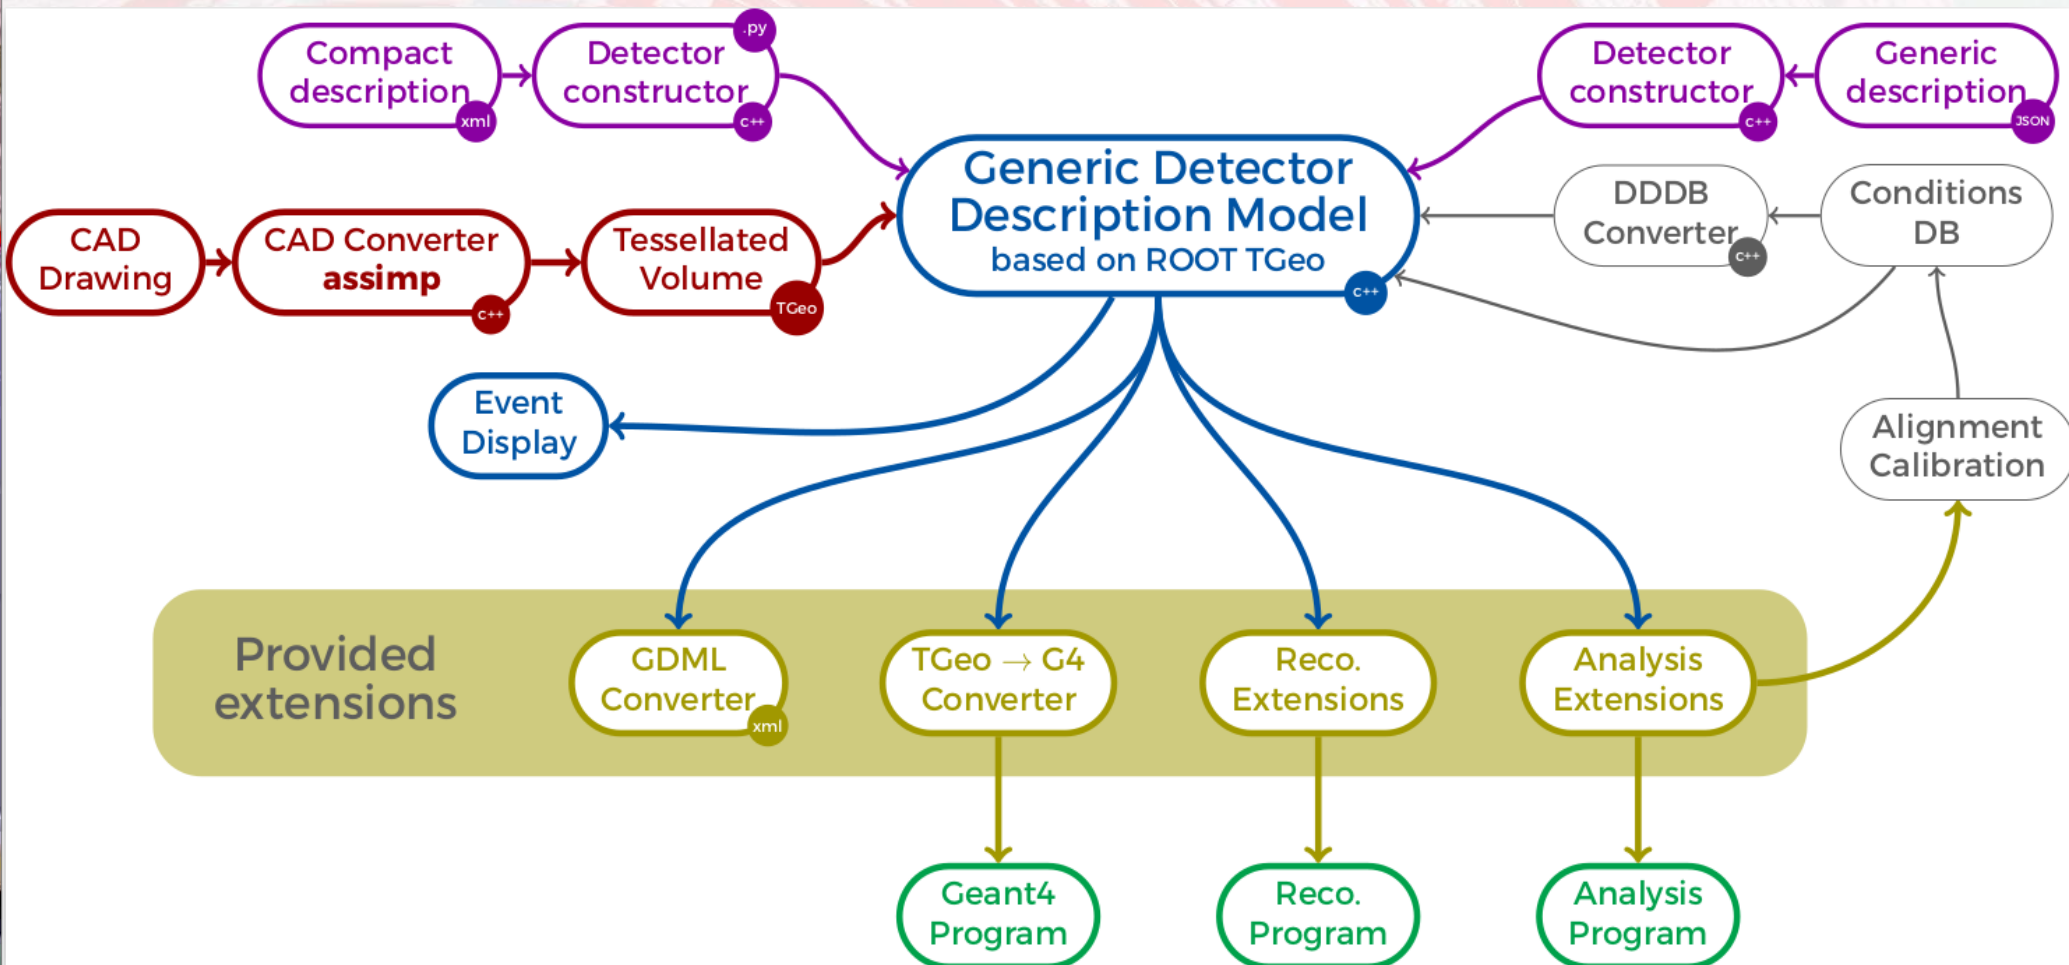 Compact
description
xml
Detector
constructor
.py
c++
Detector
constructor
c++
Generic
description
JSON
Generic Detector
Description Model
based on ROOT TGeo
c++
DDDB
Converter
c++
Conditions
DB
CAD
Drawing
CAD Converter
assimp
c++
Tessellated
Volume
TGeo
Event
Display
Alignment
Calibration
Provided
extensions
GDML
Converter
xml
TGeo → G4
Converter
Reco.
Extensions
Analysis
Extensions
Geant4
Program
Reco.
Program
Analysis
Program